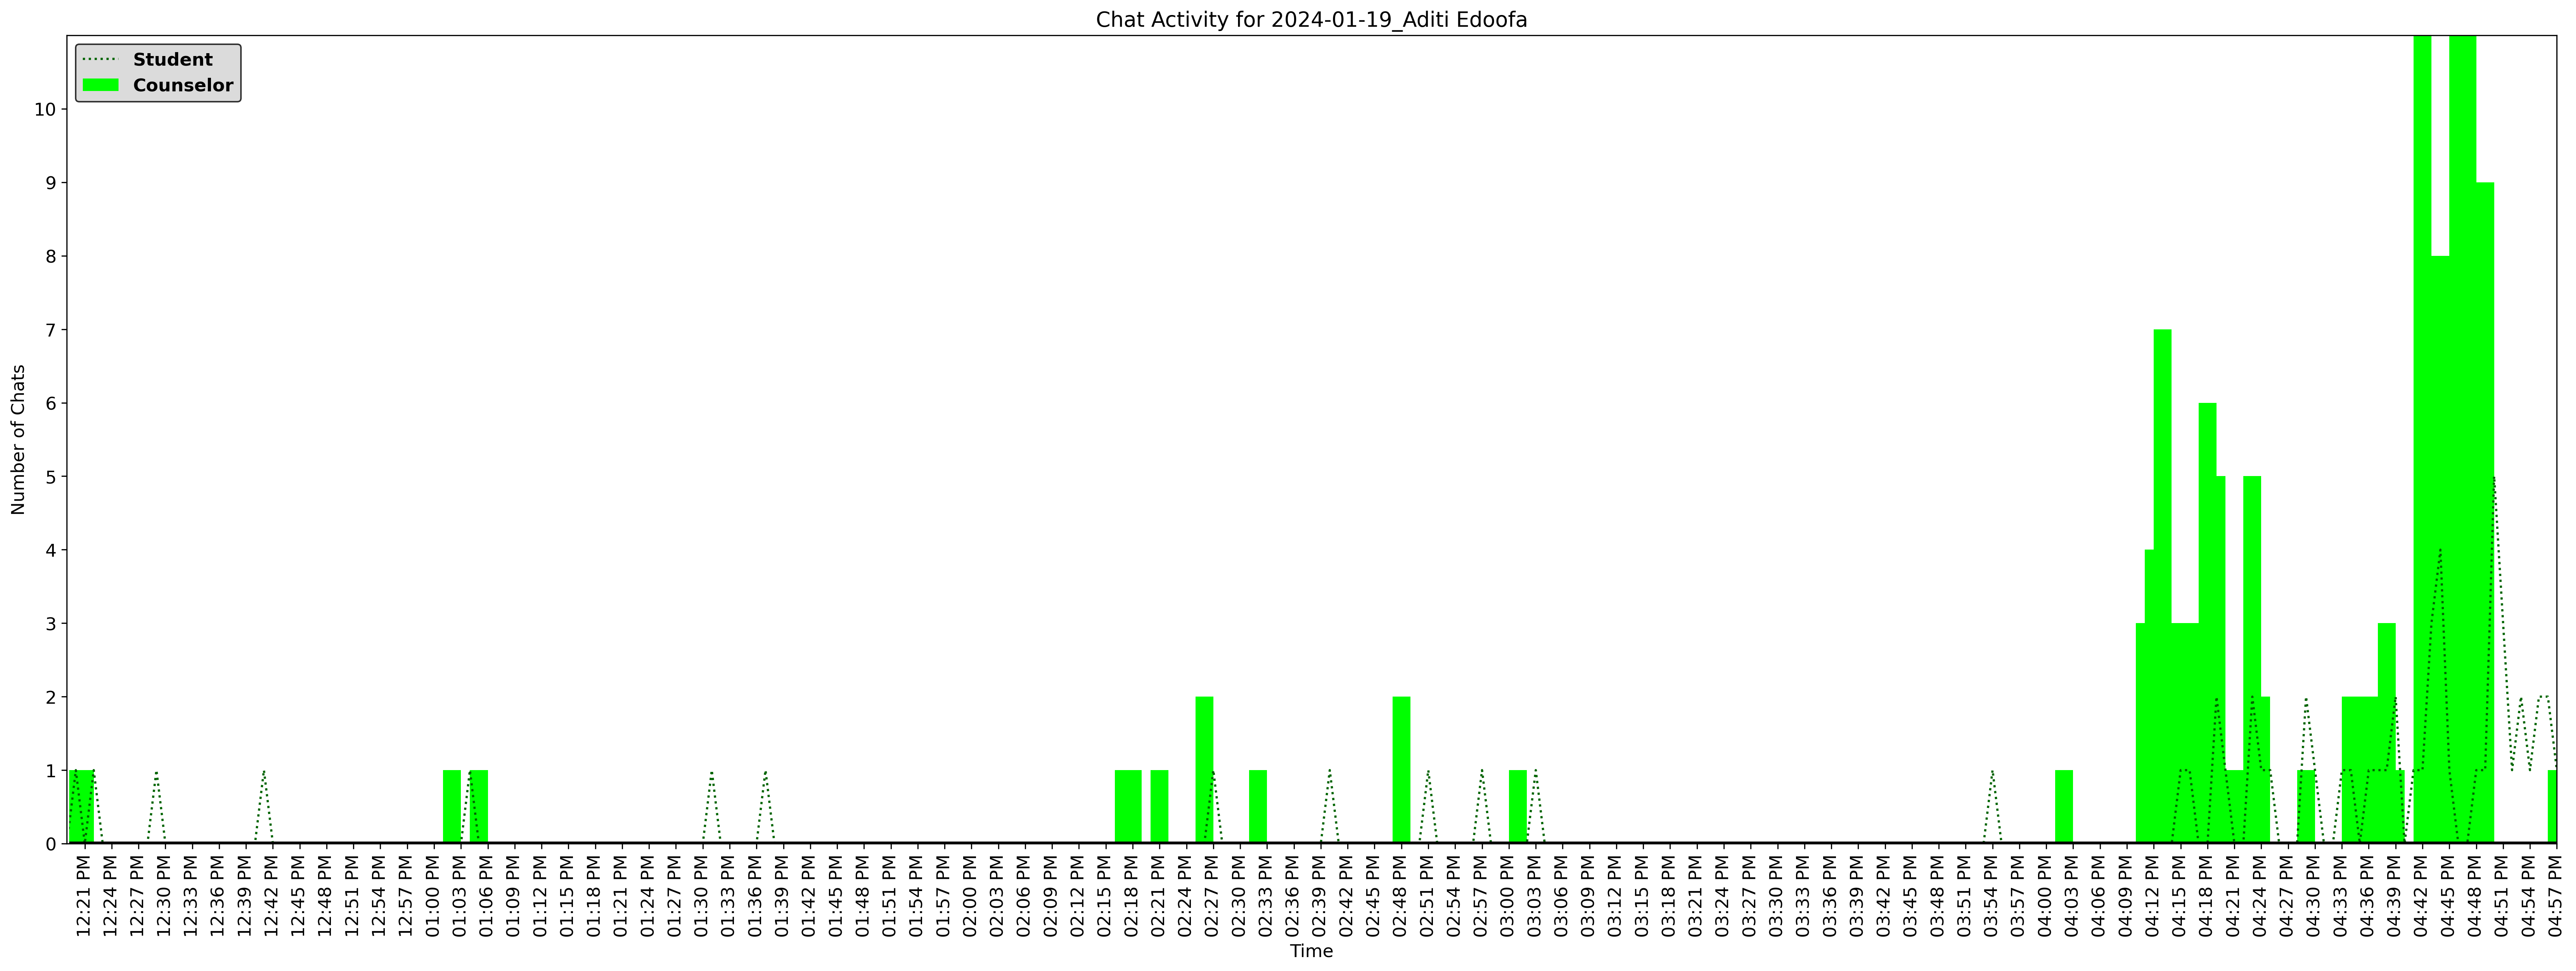 Chat Activity for 2024-01-19_Aditi Edoofa
Student
Counselor
10
9
8
7
6
5
4
3
2
1
0
Number of Chats
12:21 PM
12:24 PM
12:27 PM
12:30 PM
12:33 PM
12:36 PM
12:39 PM
12:42 PM
12:45 PM
12:48 PM
12:51 PM
12:54 PM
12:57 PM
01:00 PM
01:03 PM
01:06 PM
01:09 PM
01:12 PM
01:15 PM
01:18 PM
01:21 PM
01:24 PM
01:27 PM
01:30 PM
01:33 PM
01:36 PM
01:39 PM
01:42 PM
01:45 PM
01:48 PM
01:51 PM
01:54 PM
01:57 PM
02:00 PM
02:03 PM
02:06 PM
02:09 PM
02:12 PM
02:15 PM
02:18 PM
02:21 PM
02:24 PM
02:27 PM
02:30 PM
02:33 PM
02:36 PM
02:39 PM
02:42 PM
02:45 PM
02:48 PM
02:51 PM
02:54 PM
02:57 PM
03:00 PM
03:03 PM
03:06 PM
03:09 PM
03:12 PM
03:15 PM
03:18 PM
03:21 PM
03:24 PM
03:27 PM
03:30 PM
03:33 PM
03:36 PM
03:39 PM
03:42 PM
03:45 PM
03:48 PM
03:51 PM
03:54 PM
03:57 PM
04:00 PM
04:03 PM
04:06 PM
04:09 PM
04:12 PM
04:15 PM
04:18 PM
04:21 PM
04:24 PM
04:27 PM
04:30 PM
04:33 PM
04:36 PM
04:39 PM
04:42 PM
04:45 PM
04:48 PM
04:51 PM
04:54 PM
04:57 PM
Time